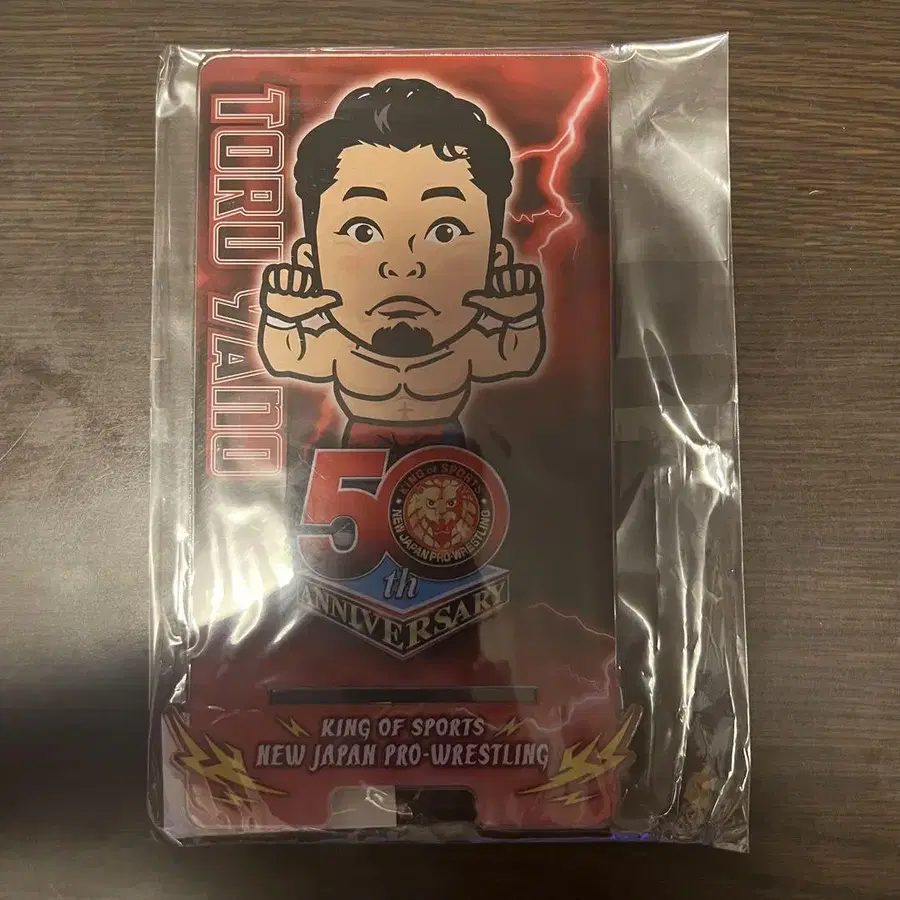 TORU YANO
50th
KING OF SPORTS
NEW JAPAN PRO-WRESTLING
ANNIVERSARY
KING OF SPORTS
NEW JAPAN PRO-WRESTLING